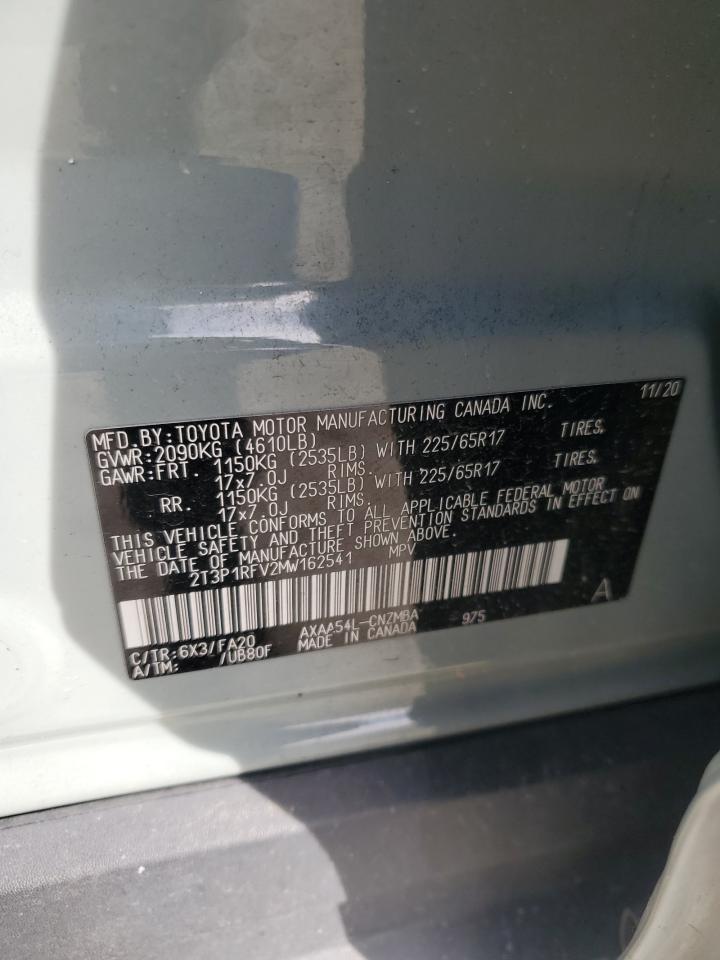 MFD.BY:TOYOTA MOTOR MANUFACTURING CANADA INC. 11/20
GVWR:2090KG (4610LB)
GAWR:FRT. 1150KG (2535LB) WITH 225/65R17 TIRES.
17x7.0J RIMS.
RR. 1150KG (2535LB) WITH 225/65R17 TIRES.
17x7.0J RIMS.
THIS VEHICLE CONFORMS TO ALL APPLICABLE FEDERAL MOTOR
VEHICLE SAFETY AND THEFT PREVENTION STANDARDS IN EFFECT ON
THE DATE OF MANUFACTURE SHOWN ABOVE.
2T3P1RFV2MW162541 MPV
A
C/TR:6X3/FA20 AXAA54L-CNZMBA 975
A/TM: /UB80F MADE IN CANADA